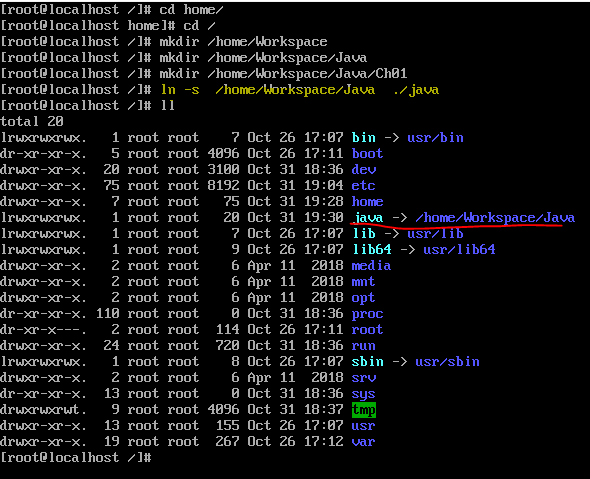 [root@localhost /]# cd home/
[root@localhost home]# cd /
[root@localhost /]# mkdir /home/Workspace
[root@localhost /]# mkdir /home/Workspace/Java
[root@localhost /]# mkdir /home/Workspace/Java/Ch01
[root@localhost /]# ln -s  /home/Workspace/Java  ./java
[root@localhost /]# ll
total 20
lrwxrwxrwx.   1 root root    7 Oct 26 17:07 bin -> usr/bin
dr-xr-xr-x.   5 root root 4096 Oct 26 17:11 boot
drwxr-xr-x.  20 root root 3100 Oct 31 18:36 dev
drwxr-xr-x.  75 root root 8192 Oct 31 19:04 etc
drwxr-xr-x.   7 root root   75 Oct 31 19:28 home
lrwxrwxrwx.   1 root root   20 Oct 31 19:30 java -> /home/Workspace/Java
lrwxrwxrwx.   1 root root    7 Oct 26 17:07 lib -> usr/lib
lrwxrwxrwx.   1 root root    9 Oct 26 17:07 lib64 -> usr/lib64
drwxr-xr-x.   2 root root    6 Apr 11  2018 media
drwxr-xr-x.   2 root root    6 Apr 11  2018 mnt
drwxr-xr-x.   2 root root    6 Apr 11  2018 opt
dr-xr-xr-x. 110 root root    0 Oct 31 18:36 proc
dr-xr-x---.   2 root root  114 Oct 26 17:11 root
drwxr-xr-x.  24 root root  720 Oct 31 18:36 run
lrwxrwxrwx.   1 root root    8 Oct 26 17:07 sbin -> usr/sbin
drwxr-xr-x.   2 root root    6 Apr 11  2018 srv
dr-xr-xr-x.  13 root root    0 Oct 31 18:36 sys
drwxrwxrwt.   9 root root 4096 Oct 31 18:37 tmp
drwxr-xr-x.  13 root root  155 Oct 26 17:07 usr
drwxr-xr-x.  19 root root  267 Oct 26 17:12 var
[root@localhost /]#